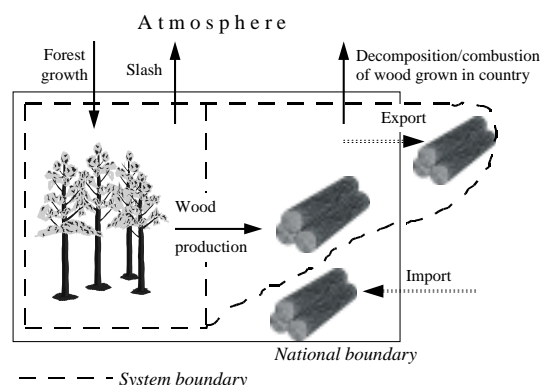 Atmosphere
Forest
growth
Slash
Decomposition/combustion
of wood grown in country
Export
Wood
production
Import
National boundary
System boundary